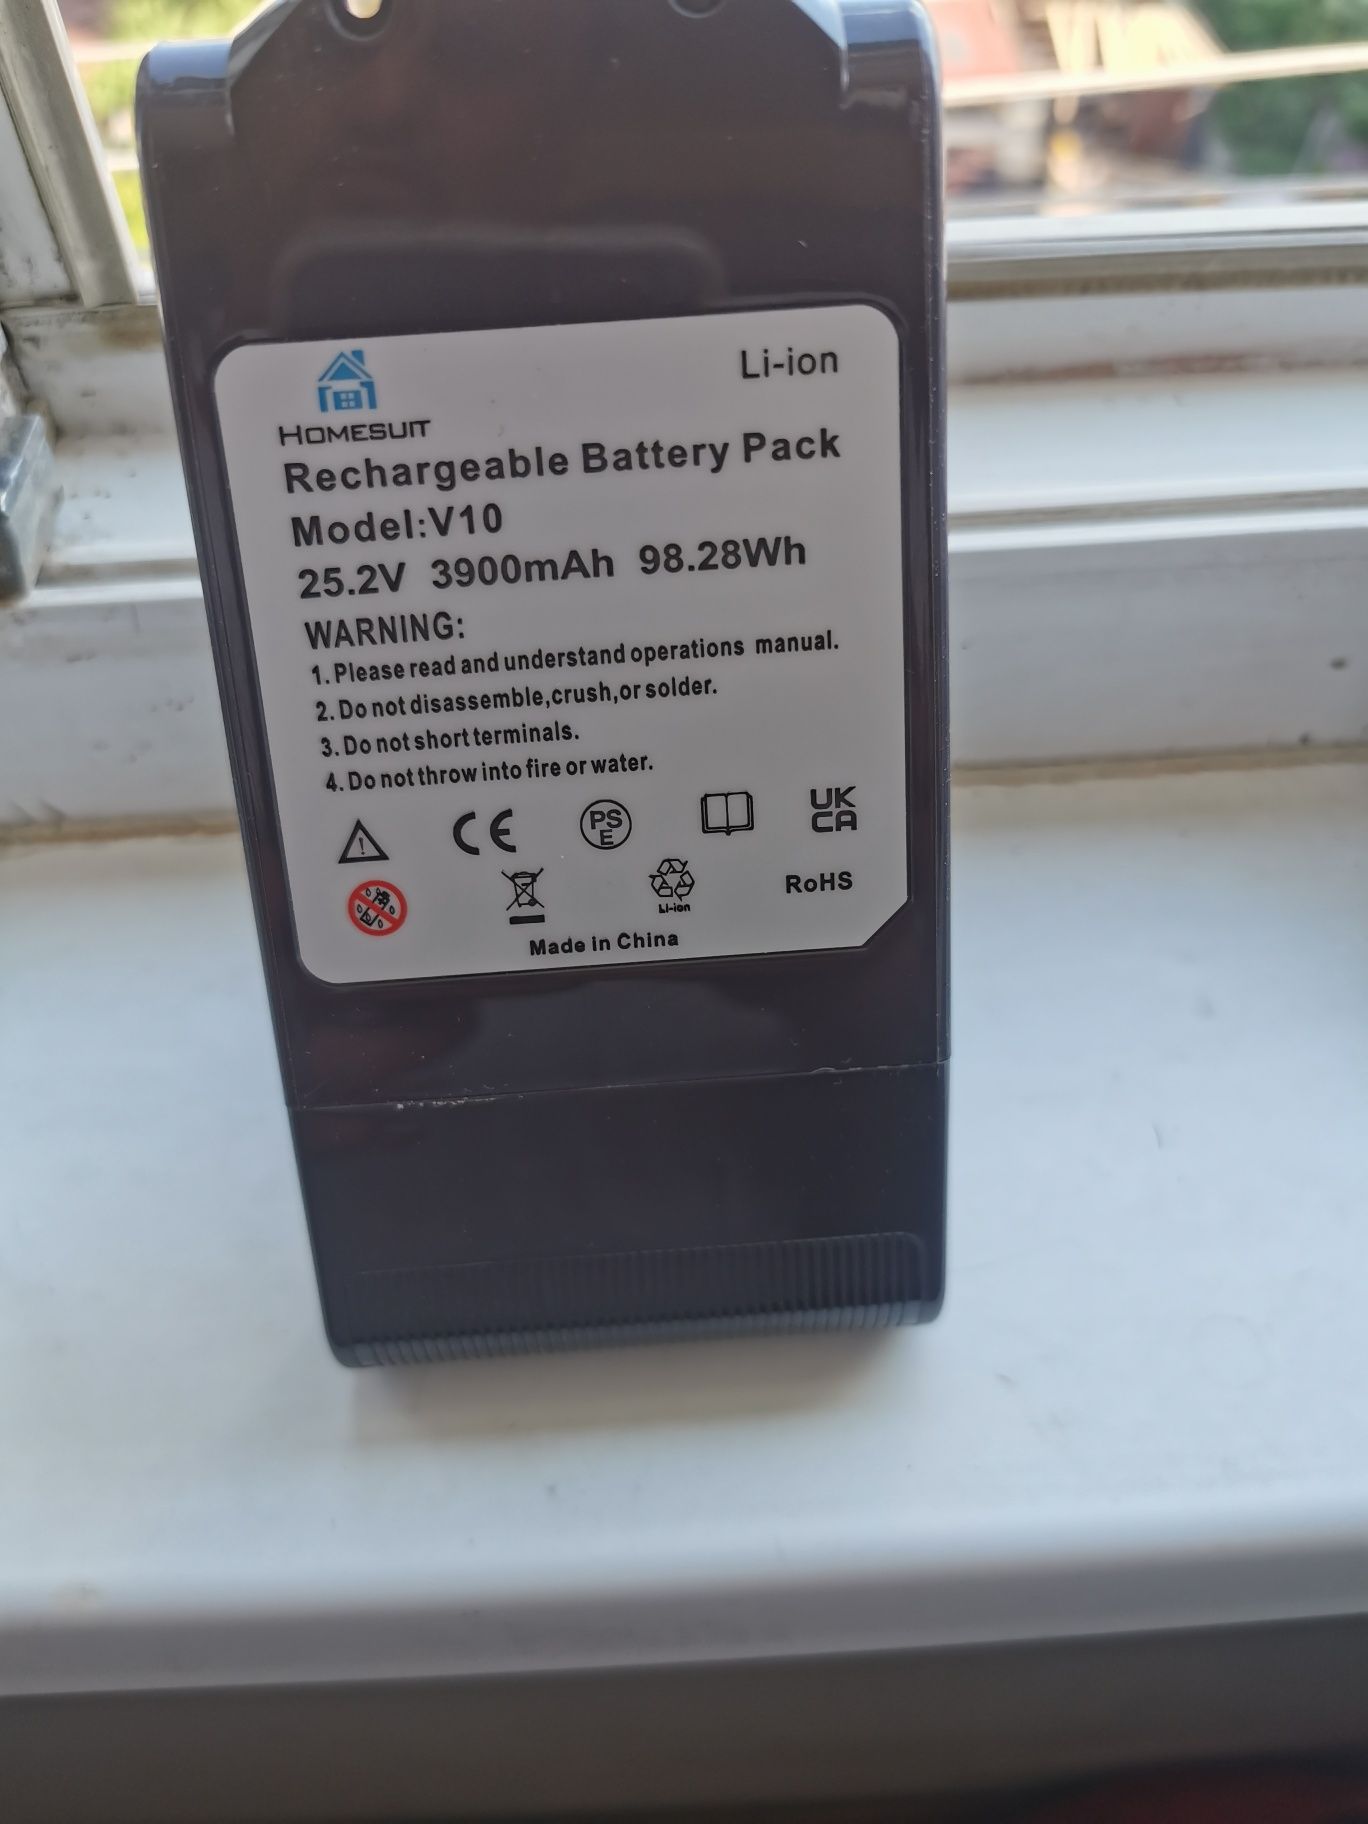 Li-ion
HOMESUIT
Rechargeable Battery Pack
Model:V10
25.2V 3900mAh 98.28Wh
WARNING:
1.Please read and understand operations manual.
2.Do not disassemble,crush,or solder.
3.Do not short terminals.
4.Do not throw into fire or water.
CE PS E UK CA
Li-ion RoHS
Made in China